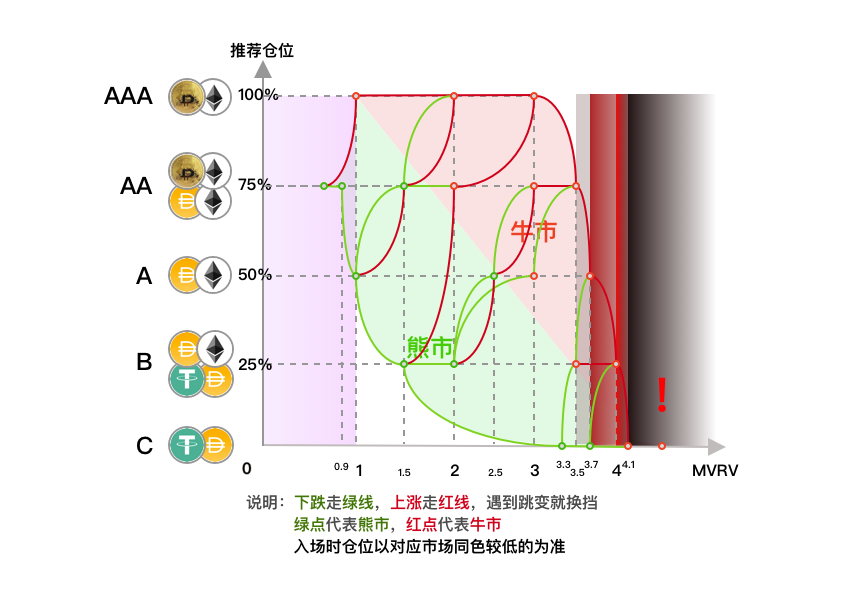 推荐仓位
AAA
100%
AA
75%
牛市
A
50%
熊市
B
25%
!
C
0
0.9
1
1.5
2
2.5
3
3.3
3.5
3.7
4
4.1
MVRV
说明：下跌走绿线，上涨走红线，遇到跳变就换挡
绿点代表熊市，红点代表牛市
入场时仓位以对应市场同色较低的为准